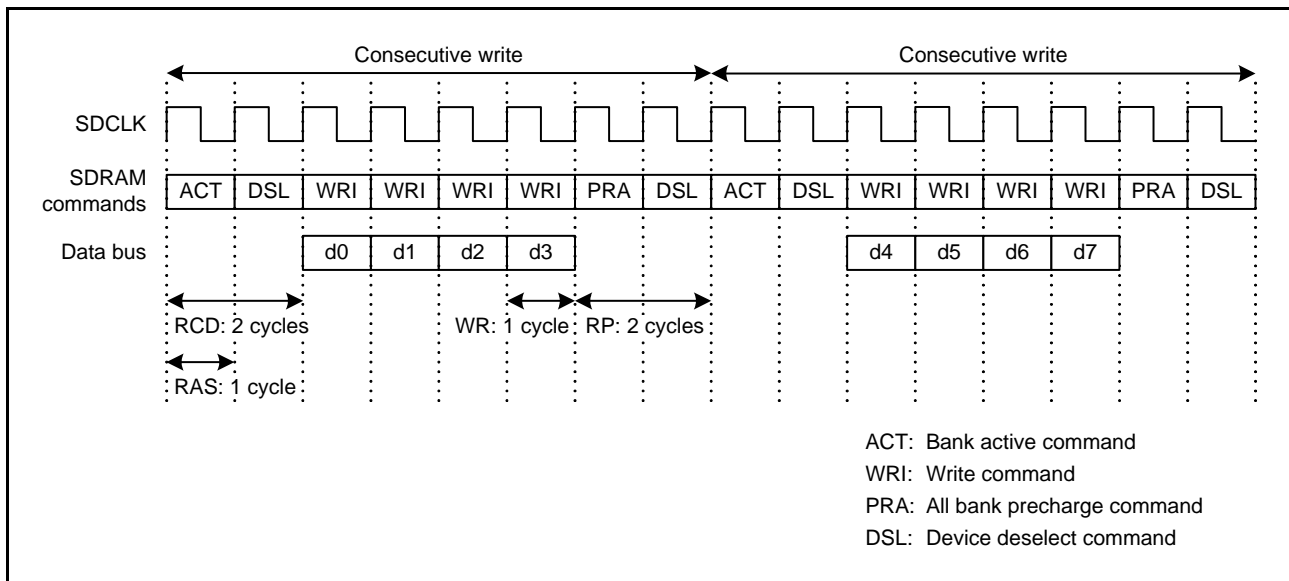 Consecutive write Consecutive write
SDCLK
SDRAM
commands
ACT DSL WRI WRI WRI WRI PRA DSL ACT DSL WRI WRI WRI WRI PRA DSL
Data bus d0 d1 d2 d3 d4 d5 d6 d7
RCD: 2 cycles WR: 1 cycle RP: 2 cycles
RAS: 1 cycle
ACT: Bank active command
WRI: Write command
PRA: All bank precharge command
DSL: Device deselect command